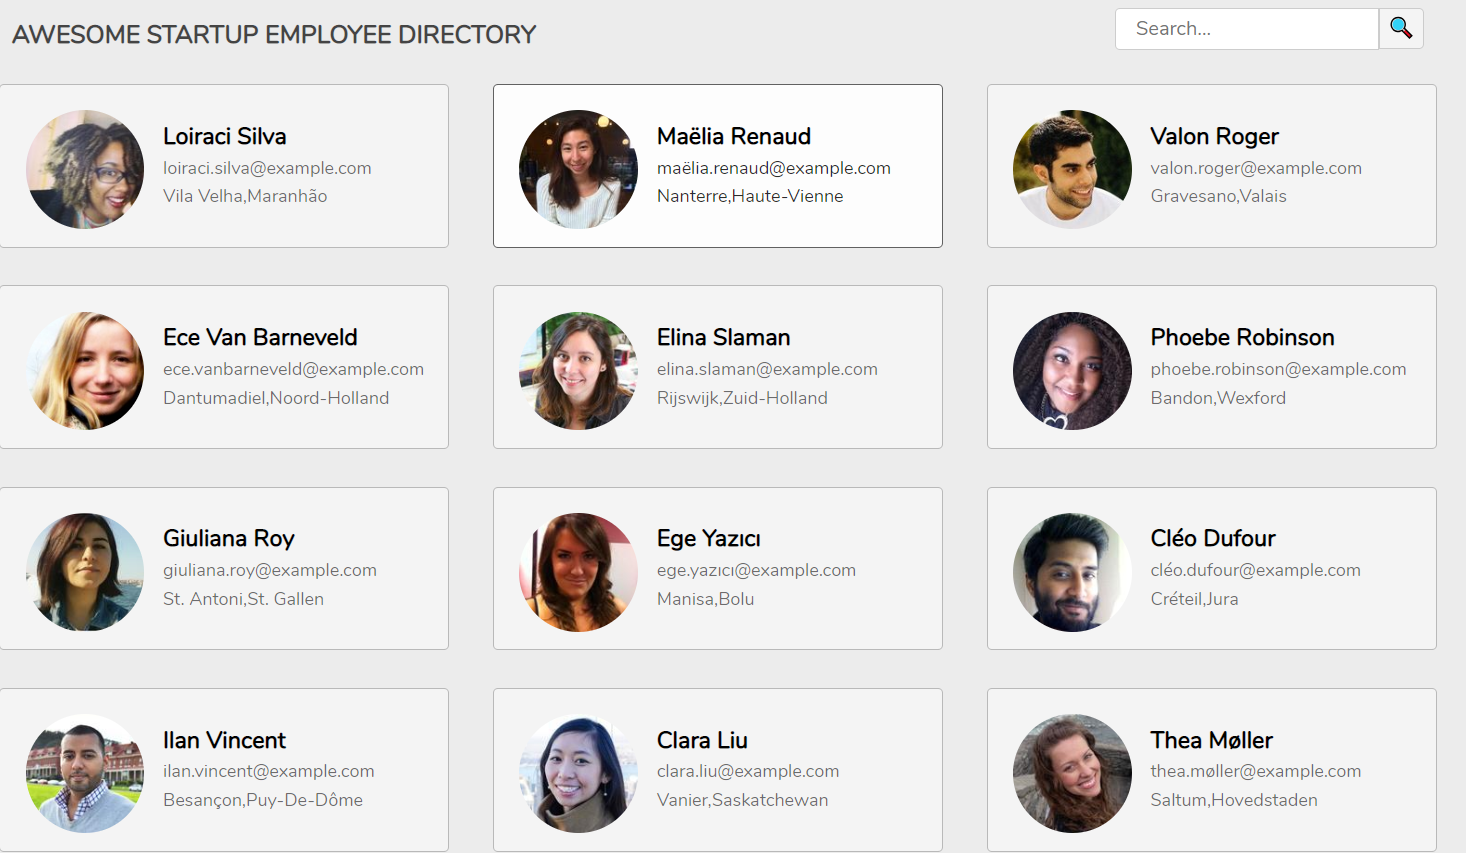 AWESOME STARTUP EMPLOYEE DIRECTORY
Search...
Loiraci Silva
loiraci.silva@example.com
Vila Velha,Maranhão
Maëlia Renaud
maëlia.renaud@example.com
Nanterre,Haute-Vienne
Valon Roger
valon.roger@example.com
Gravesano,Valais
Ece Van Barneveld
ece.vanbarneveld@example.com
Dantumadiel,Noord-Holland
Elina Slaman
elina.slaman@example.com
Rijswijk,Zuid-Holland
Phoebe Robinson
phoebe.robinson@example.com
Bandon,Wexford
Giuliana Roy
giuliana.roy@example.com
St. Antoni,St. Gallen
Ege Yazıcı
ege.yazıcı@example.com
Manisa,Bolu
Cléo Dufour
cléo.dufour@example.com
Créteil,Jura
Ilan Vincent
ilan.vincent@example.com
Besançon,Puy-De-Dôme
Clara Liu
clara.liu@example.com
Vanier,Saskatchewan
Thea Møller
thea.møller@example.com
Saltum,Hovedstaden